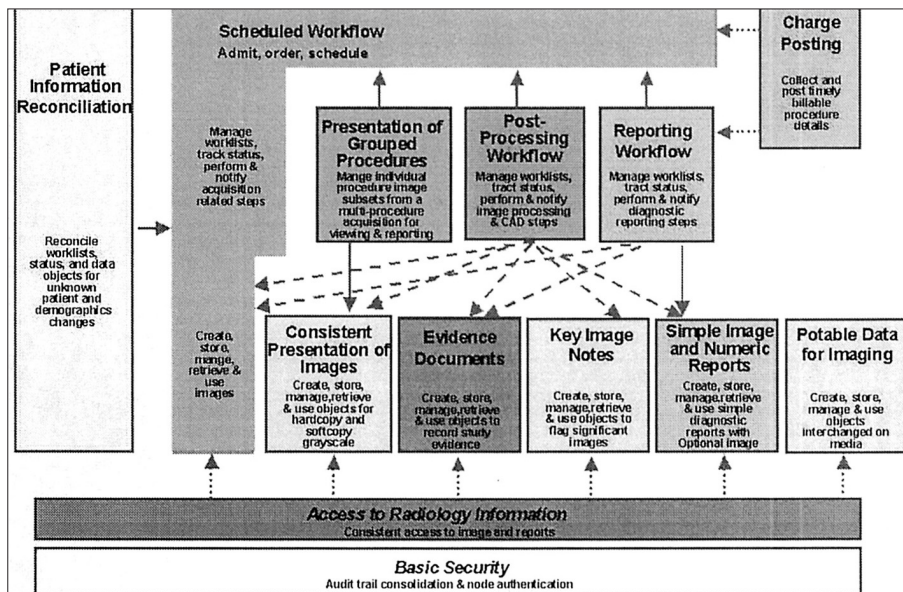 Scheduled Workflow
Admit, order, schedule
Charge
Posting
Collect and
post timely
billable
procedure
details
Patient
Information
Reconciliation
Reconcile worklists,
status, and data
objects for
unknown
patient and
demographics
changes
Manage
worklists,
track status,
perform &
notify
acquisition
related steps
Presentation of
Grouped
Procedures
Mange individual
procedure image
subsets from a
multi-procedure
acquisition for
viewing & reporting
Post-
Processing
Workflow
Manage worklists,
tract status,
perform & notify
image processing
& CAD steps
Reporting
Workflow
Manage worklists,
tract status,
perform & notify
diagnostic
reporting steps
Create,
store,
mange,
retrieve &
use
images
Consistent
Presentation of
Images
Create, store,
manage,retrieve
& use objects for
hardcopy and
softcopy
grayscale
Evidence
Documents
Create, store,
manage,retrieve
& use objects to
record study
evidence
Key Image
Notes
Create, store,
manage,retrieve
& use objects to
flag significant
images
Simple Image
and Numeric
Reports
Create, store,
manage,retrieve
& use simple
diagnostic
reports with
Optional Image
Potable Data
for Imaging
Create, store,
manage & use
objects
interchanged on
media
Access to Radiology Information
Consistent access to image and reports
Basic Security
Audit trail consolidation & node authentication